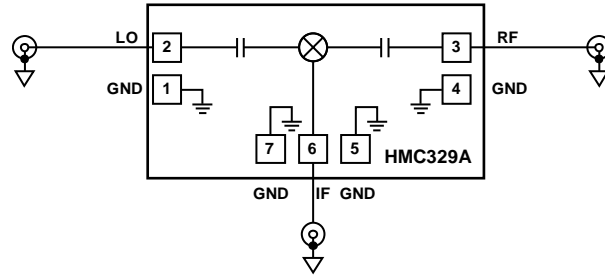 LO 2 3 RF
GND 1 4 GND
7 6 5 HMC329A
GND IF GND